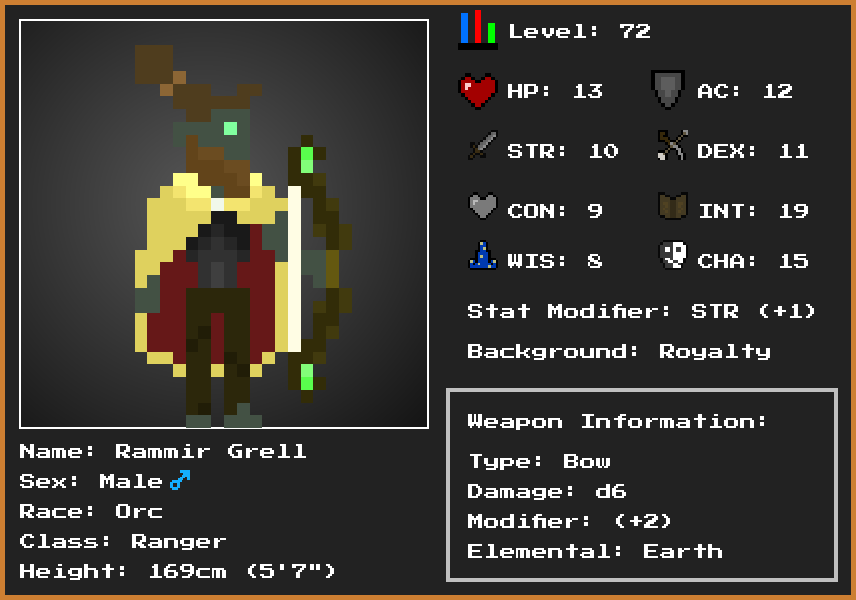 Level: 72
HP: 13 AC: 12
STR: 10 DEX: 11
CON: 9 INT: 19
WIS: 8 CHA: 15
Stat Modifier: STR (+1)
Background: Royalty
Weapon Information:
Type: Bow
Damage: d6
Modifier: (+2)
Elemental: Earth
Name: Rammir Grell
Sex: Male ♂
Race: Orc
Class: Ranger
Height: 169cm (5'7")